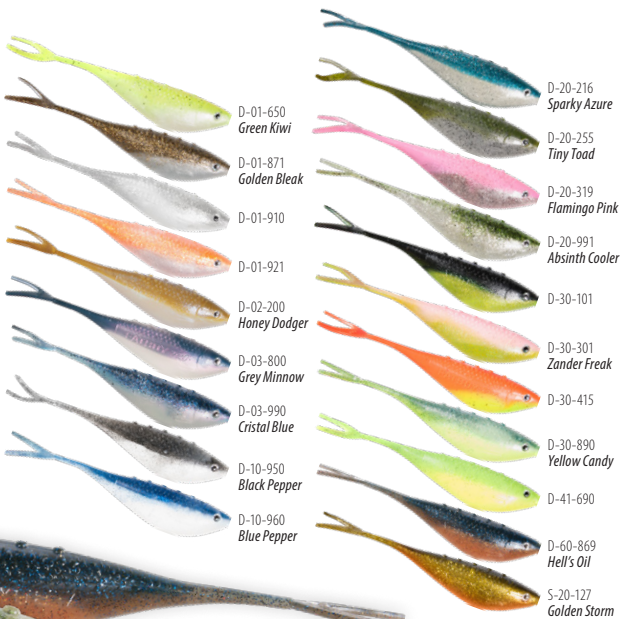 D-01-650
Green Kiwi
D-01-871
Golden Bleak
D-01-910
D-01-921
D-02-200
Honey Dodger
D-03-800
Grey Minnow
D-03-990
Cristal Blue
D-10-950
Black Pepper
D-10-960
Blue Pepper
D-20-216
Sparky Azure
D-20-255
Tiny Toad
D-20-319
Flamingo Pink
D-20-991
Absinth Cooler
D-30-101
D-30-301
Zander Freak
D-30-415
D-30-890
Yellow Candy
D-41-690
D-60-869
Hell's Oil
S-20-127
Golden Storm